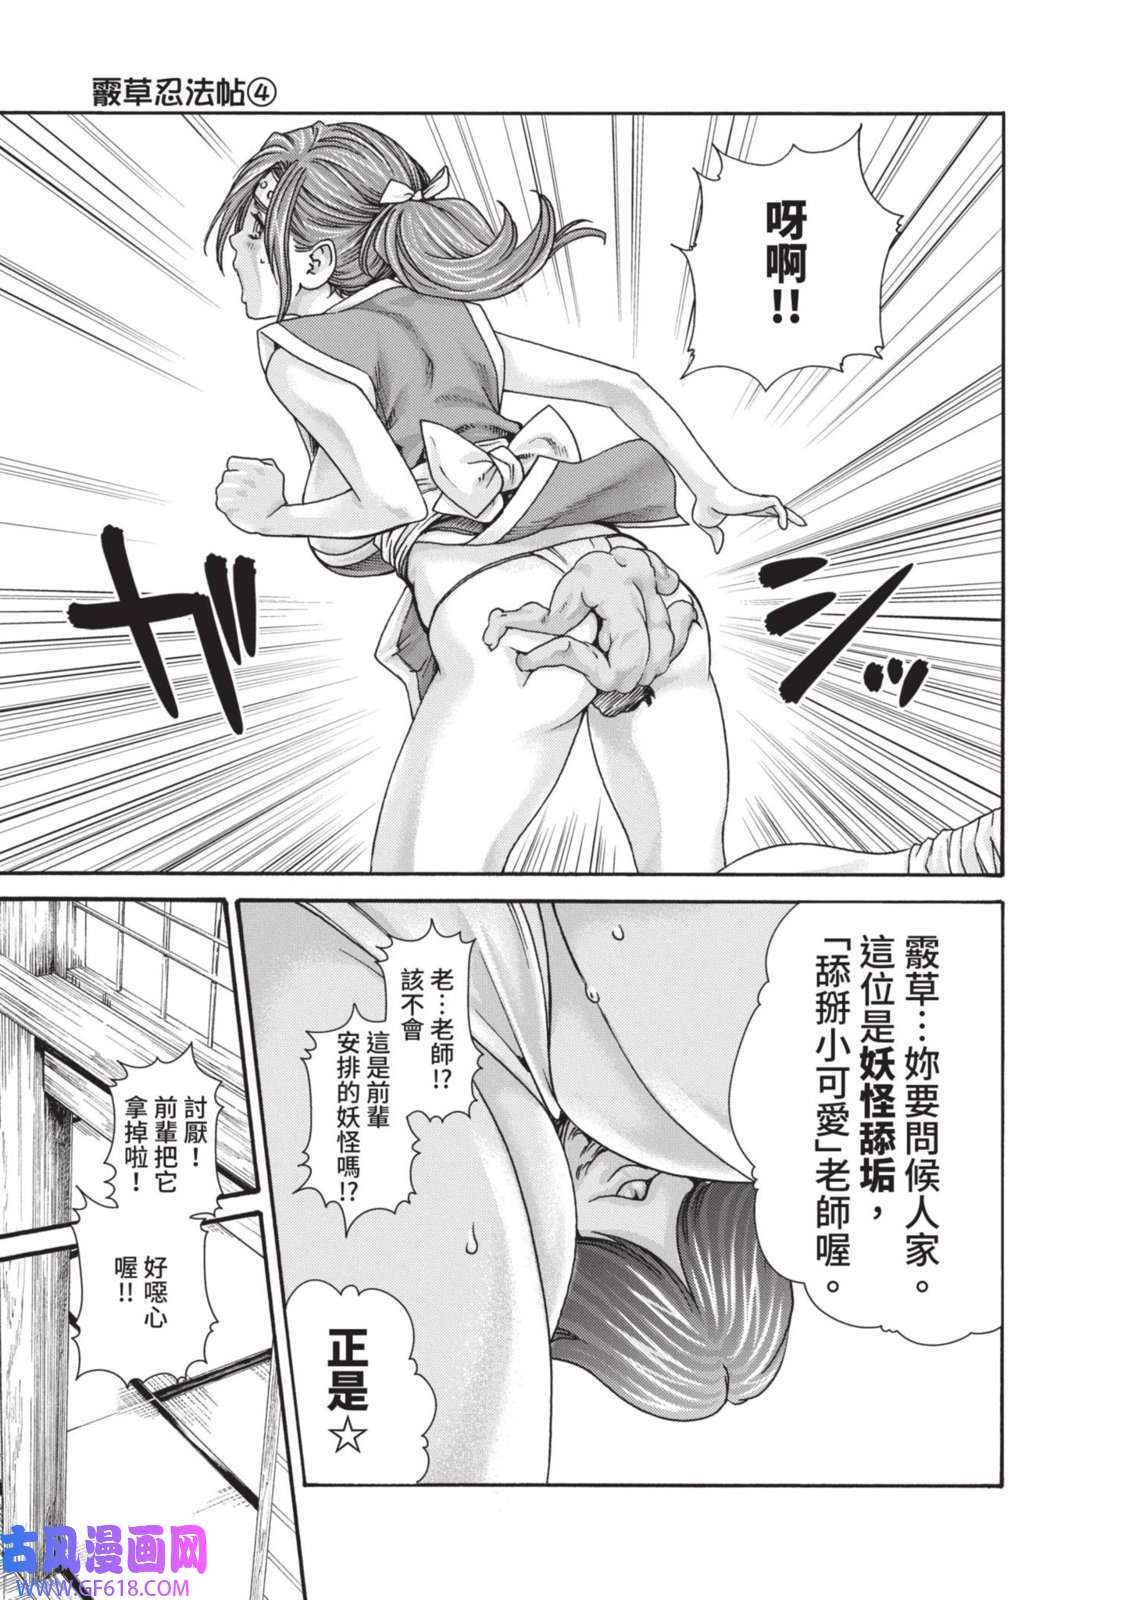 霰草忍法帖④
呀啊!!
ガシッ
霰草…妳要問候人家。
這位是妖怪舔垢，
「舔掰小可愛」老師喔。
老…老師!?
該不會
這是前輩
安排的妖怪嗎!?
正是☆
討厭！
前輩把它
拿掉啦！
好噁心
喔!!
古风漫画网
WWW.GF618.COM